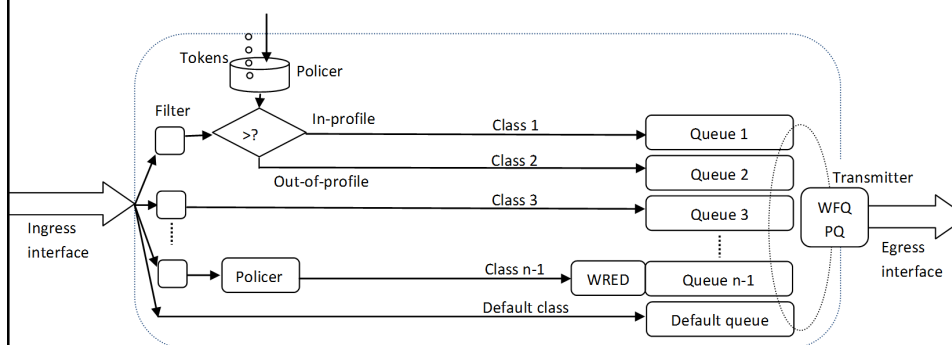 Tokens
Policer
Filter
>?
In-profile
Class 1
Queue 1
Out-of-profile
Class 2
Queue 2
Class 3
Queue 3
Transmitter
WFQ
PQ
Ingress
interface
Egress
interface
Policer
Class n-1
WRED
Queue n-1
Default class
Default queue